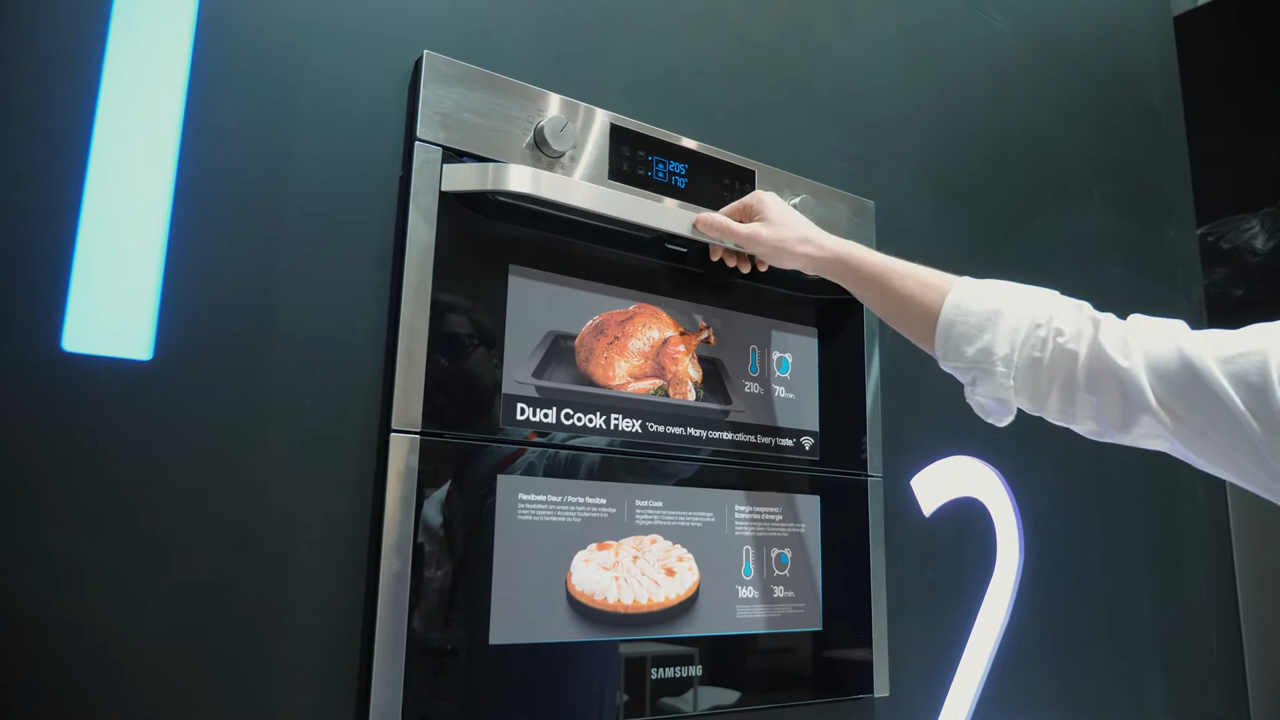 205°
170°
*210°C
*70min.
Dual Cook Flex "One oven. Many combinations. Every taste."
Flexibele Deur / Porte flexible
Dual Cook
Energie besparend /
Economies d'énergie
*160°C
*30min.
SAMSUNG
2